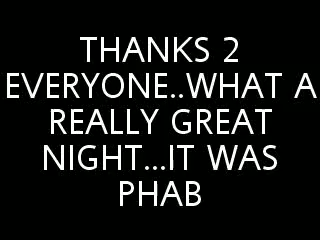 THANKS 2
EVERYONE..WHAT A
REALLY GREAT
NIGHT...IT WAS
PHAB